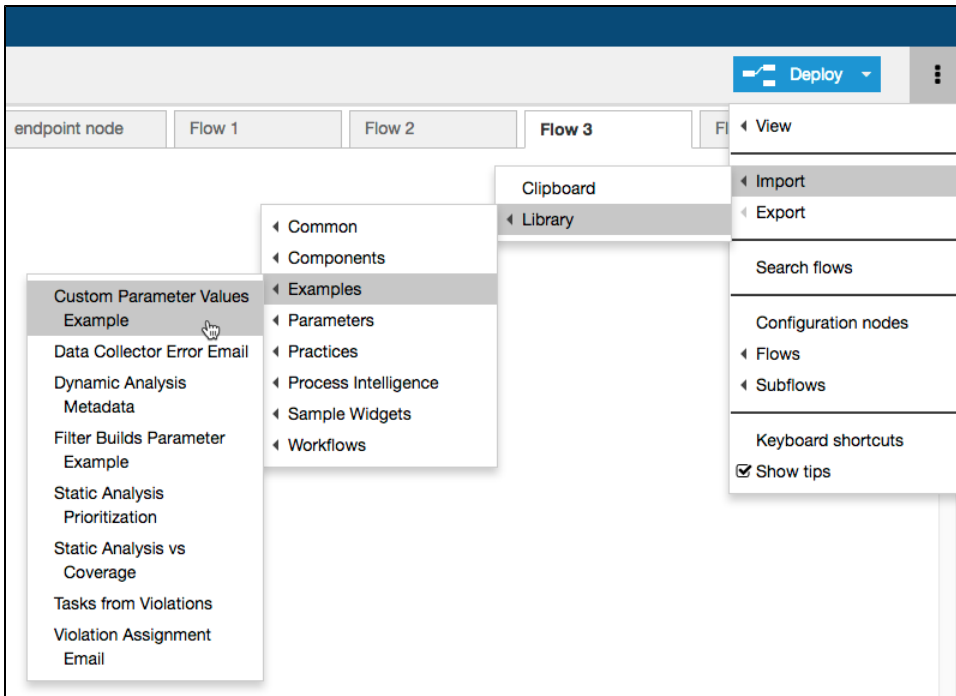 Deploy
endpoint node
Flow 1
Flow 2
Flow 3
Fl
View
Import
Export
Search flows
Configuration nodes
Flows
Subflows
Keyboard shortcuts
Show tips
Clipboard
Library
Common
Components
Examples
Parameters
Practices
Process Intelligence
Sample Widgets
Workflows
Custom Parameter Values
Example
Data Collector Error Email
Dynamic Analysis
Metadata
Filter Builds Parameter
Example
Static Analysis
Prioritization
Static Analysis vs
Coverage
Tasks from Violations
Violation Assignment
Email